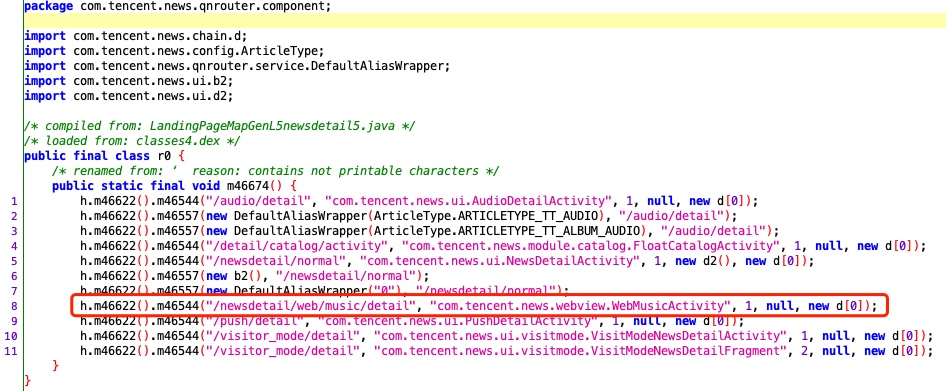 package com.tencent.news.qnrouter.component;
import com.tencent.news.chain.d;
import com.tencent.news.config.ArticleType;
import com.tencent.news.qnrouter.service.DefaultAliasWrapper;
import com.tencent.news.ui.b2;
import com.tencent.news.ui.d2;
/* compiled from: LandingPageMapGenL5newsdetail5.java */
/* loaded from: classes4.dex */
public final class r0 {
/* renamed from: ʻ reason: contains not printable characters */
public static final void m46674() {
1 h.m46622().m46544("/audio/detail", "com.tencent.news.ui.AudioDetailActivity", 1, null, new d[0]);
2 h.m46622().m46557(new DefaultAliasWrapper(ArticleType.ARTICLETYPE_TT_AUDIO), "/audio/detail");
3 h.m46622().m46557(new DefaultAliasWrapper(ArticleType.ARTICLETYPE_TT_ALBUM_AUDIO), "/audio/detail");
4 h.m46622().m46544("/detail/catalog/activity", "com.tencent.news.module.catalog.FloatCatalogActivity", 1, null, new d[0]);
5 h.m46622().m46544("/newsdetail/normal", "com.tencent.news.ui.NewsDetailActivity", 1, new d2(), new d[0]);
6 h.m46622().m46557(new b2(), "/newsdetail/normal");
7 h.m46622().m46557(new DefaultAliasWrapper("0"), "/newsdetail/normal");
8 h.m46622().m46544("/newsdetail/web/music/detail", "com.tencent.news.webview.WebMusicActivity", 1, null, new d[0]);
9 h.m46622().m46544("/push/detail", "com.tencent.news.ui.PushDetailActivity", 1, null, new d[0]);
10 h.m46622().m46544("/visitor_mode/detail", "com.tencent.news.ui.visitmode.VisitModeNewsDetailActivity", 1, null, new d[0]);
11 h.m46622().m46544("/visitor_mode/detail", "com.tencent.news.ui.visitmode.VisitModeNewsDetailFragment", 2, null, new d[0]);
}
}